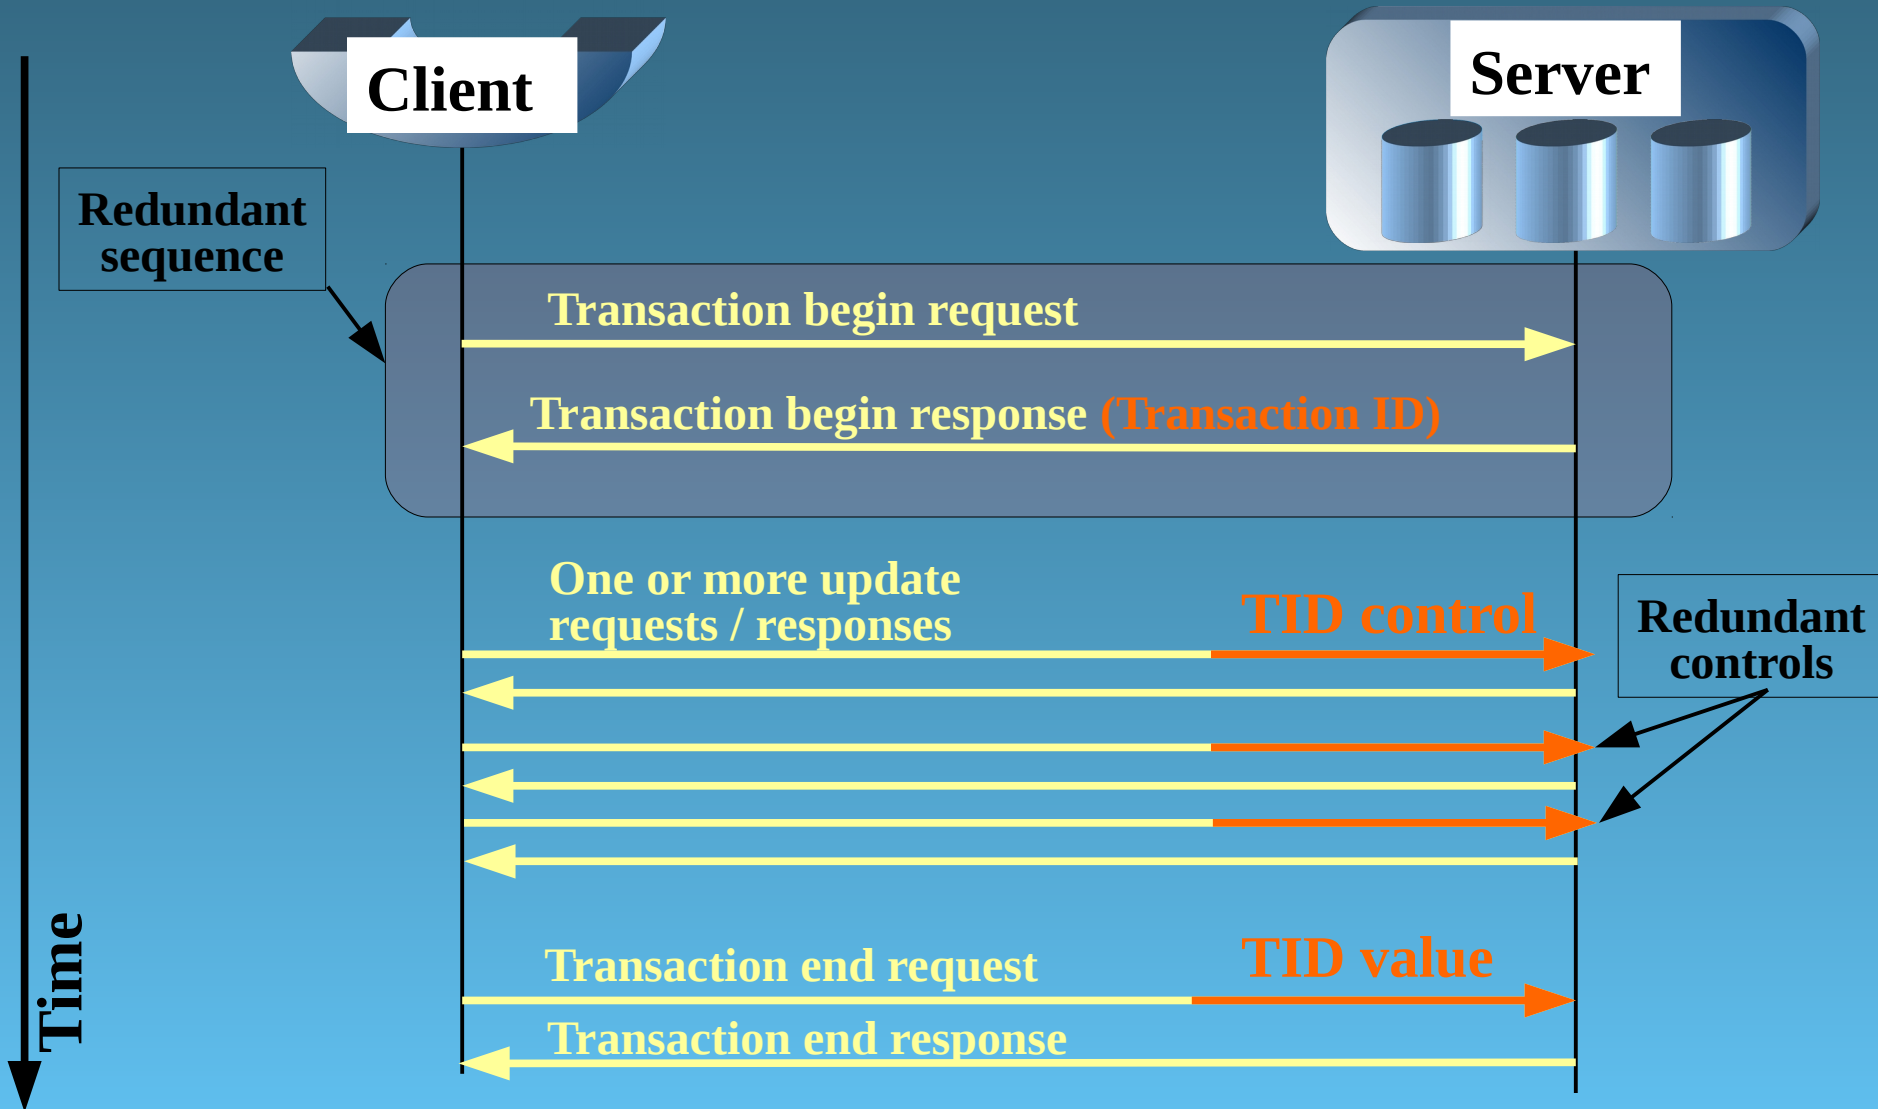 Client
Server
Redundant
sequence
Transaction begin request
Transaction begin response (Transaction ID)
One or more update
requests / responses
TID control
Redundant
controls
Time
Transaction end request
TID value
Transaction end response